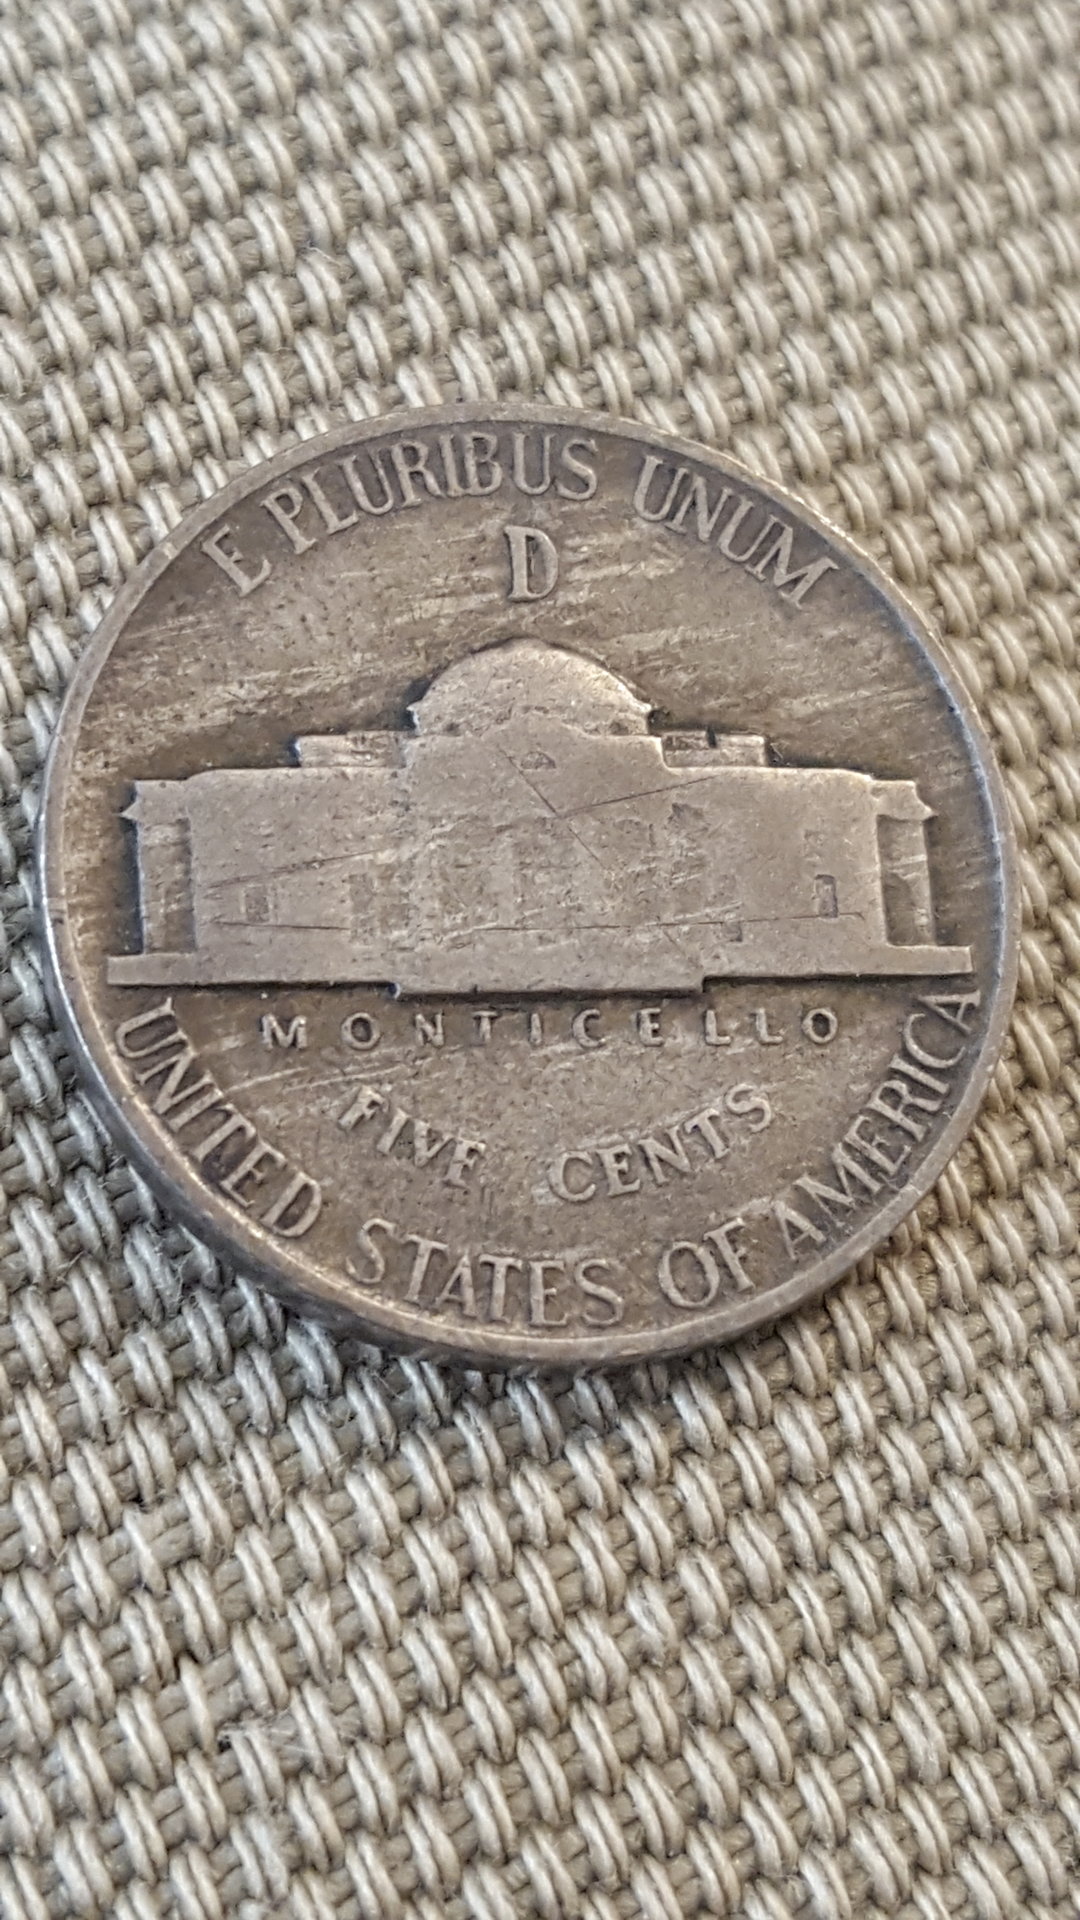 E PLURIBUS UNUM
D
MONTICELLO
FIVE CENTS
UNITED STATES OF AMERICA